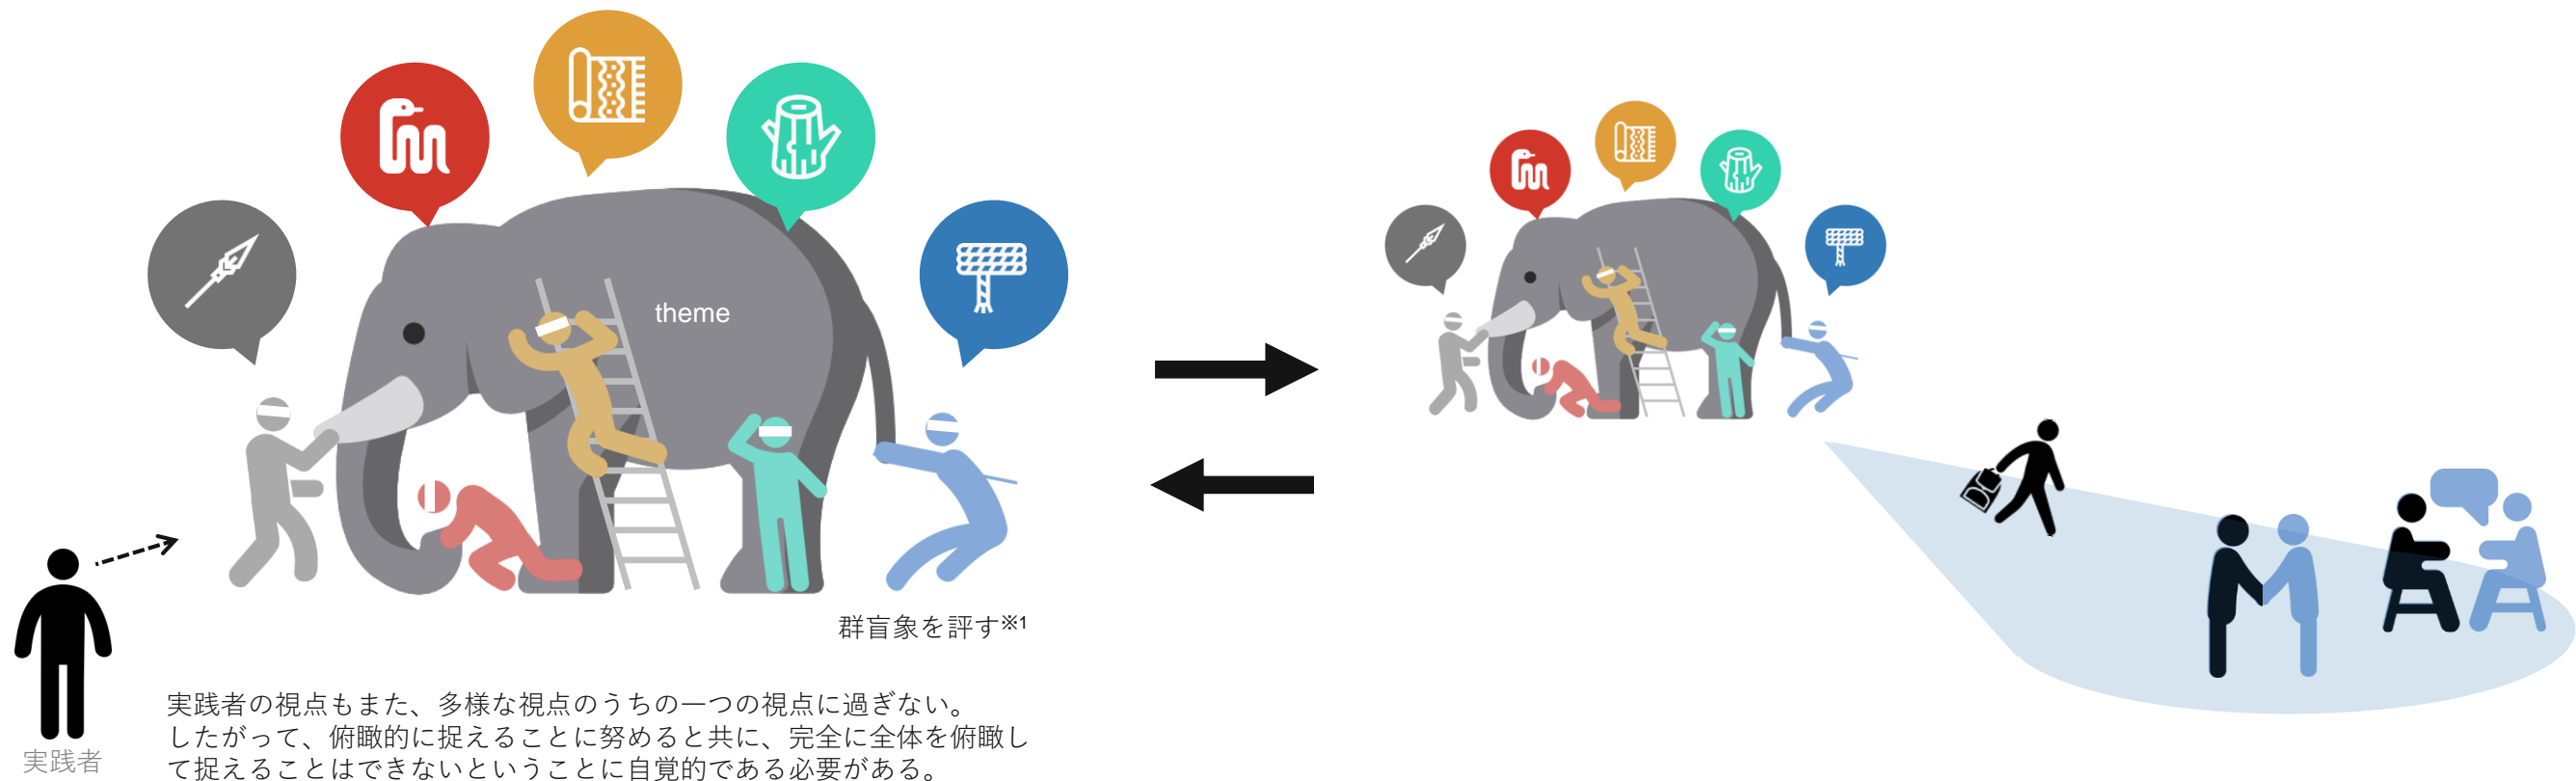 theme
群盲象を評す※1
実践者
実践者の視点もまた、多様な視点のうちの一つの視点に過ぎない。
したがって、俯瞰的に捉えることに努めると共に、完全に全体を俯瞰し
て捉えることはできないということに自覚的である必要がある。